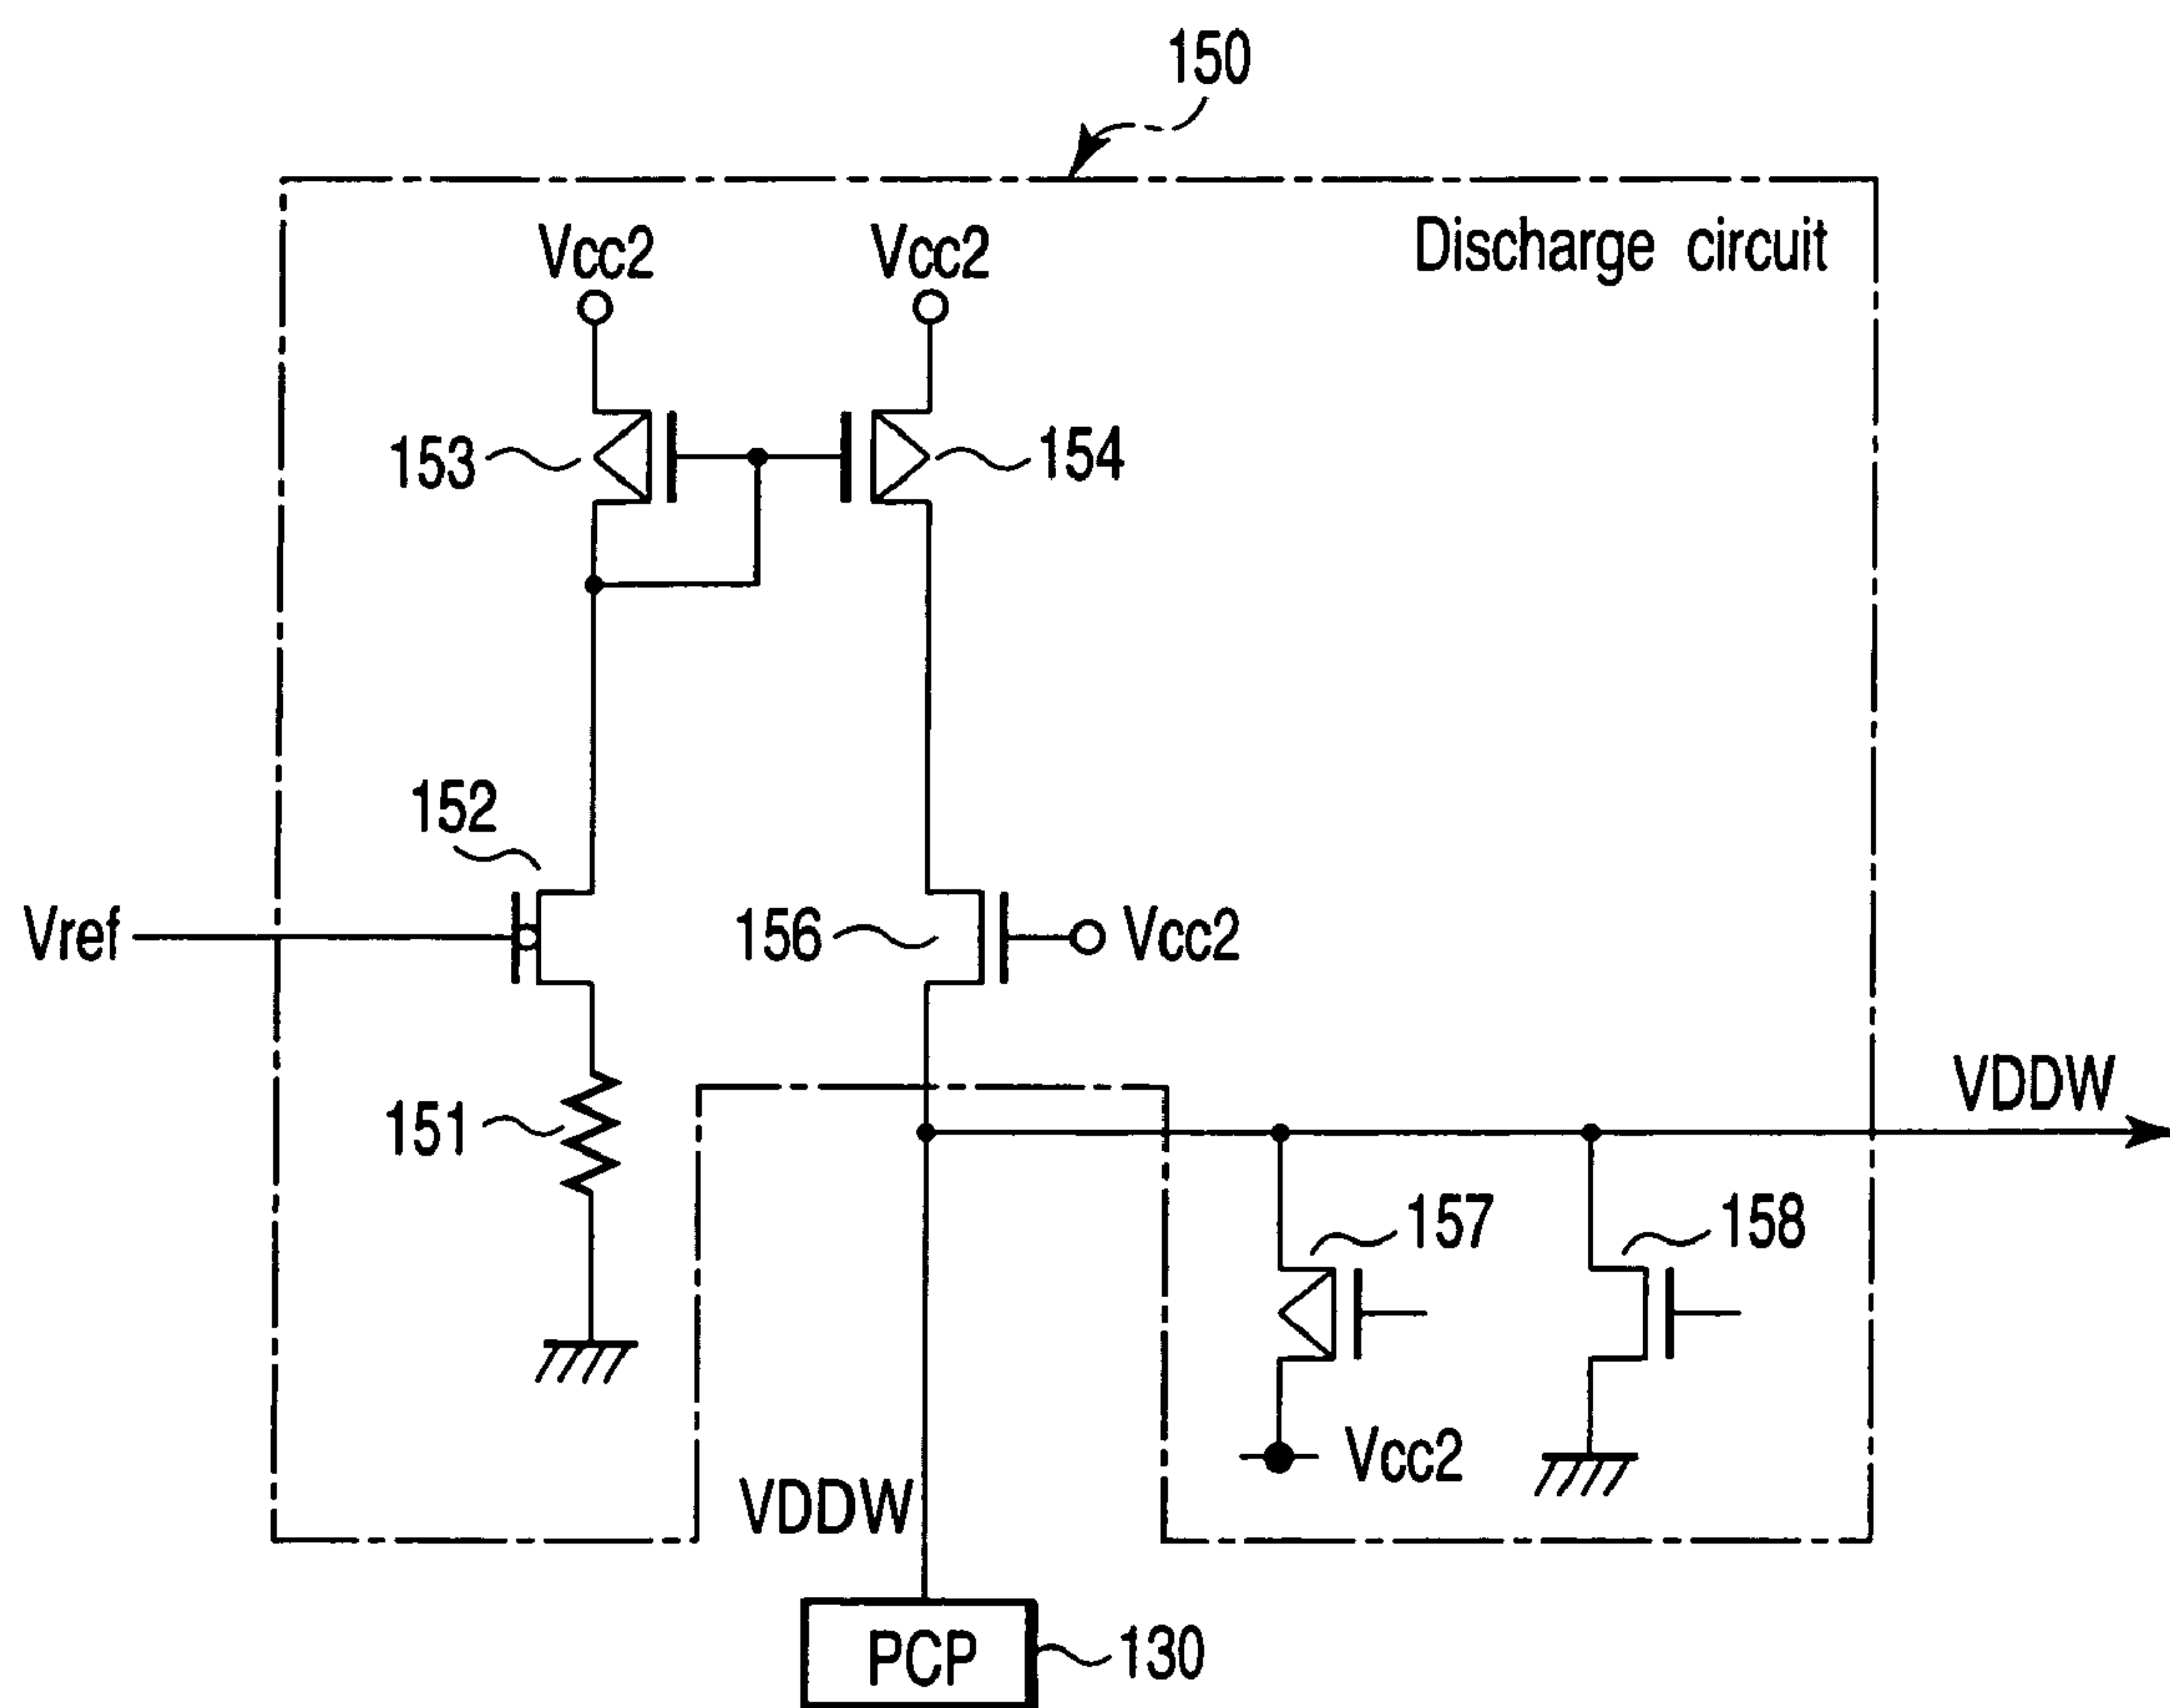 150
Discharge circuit
Vcc2
Vcc2
153
154
152
Vref
156
Vcc2
151
VDDW
157
158
Vcc2
VDDW
PCP
130